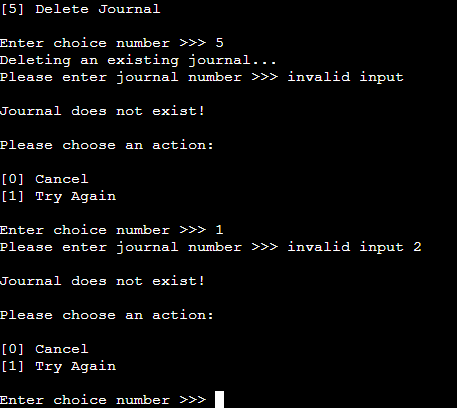 [5] Delete Journal
Enter choice number >>> 5
Deleting an existing journal...
Please enter journal number >>> invalid input
Journal does not exist!
Please choose an action:
[0] Cancel
[1] Try Again
Enter choice number >>> 1
Please enter journal number >>> invalid input 2
Journal does not exist!
Please choose an action:
[0] Cancel
[1] Try Again
Enter choice number >>>